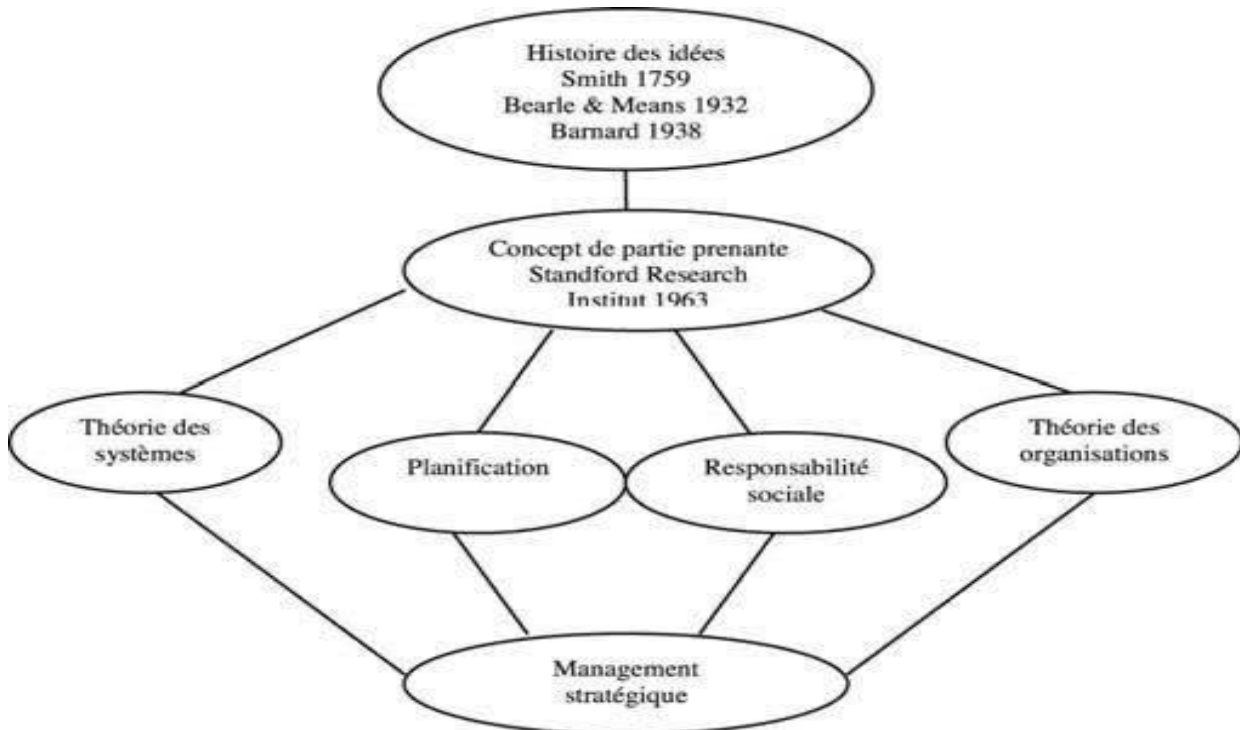 Histoire des idées
Smith 1759
Bearle & Means 1932
Barnard 1938
Concept de partie prenante
Standford Research
Institut 1963
Théorie des
systèmes
Planification
Responsabilité
sociale
Théorie des
organisations
Management
stratégique